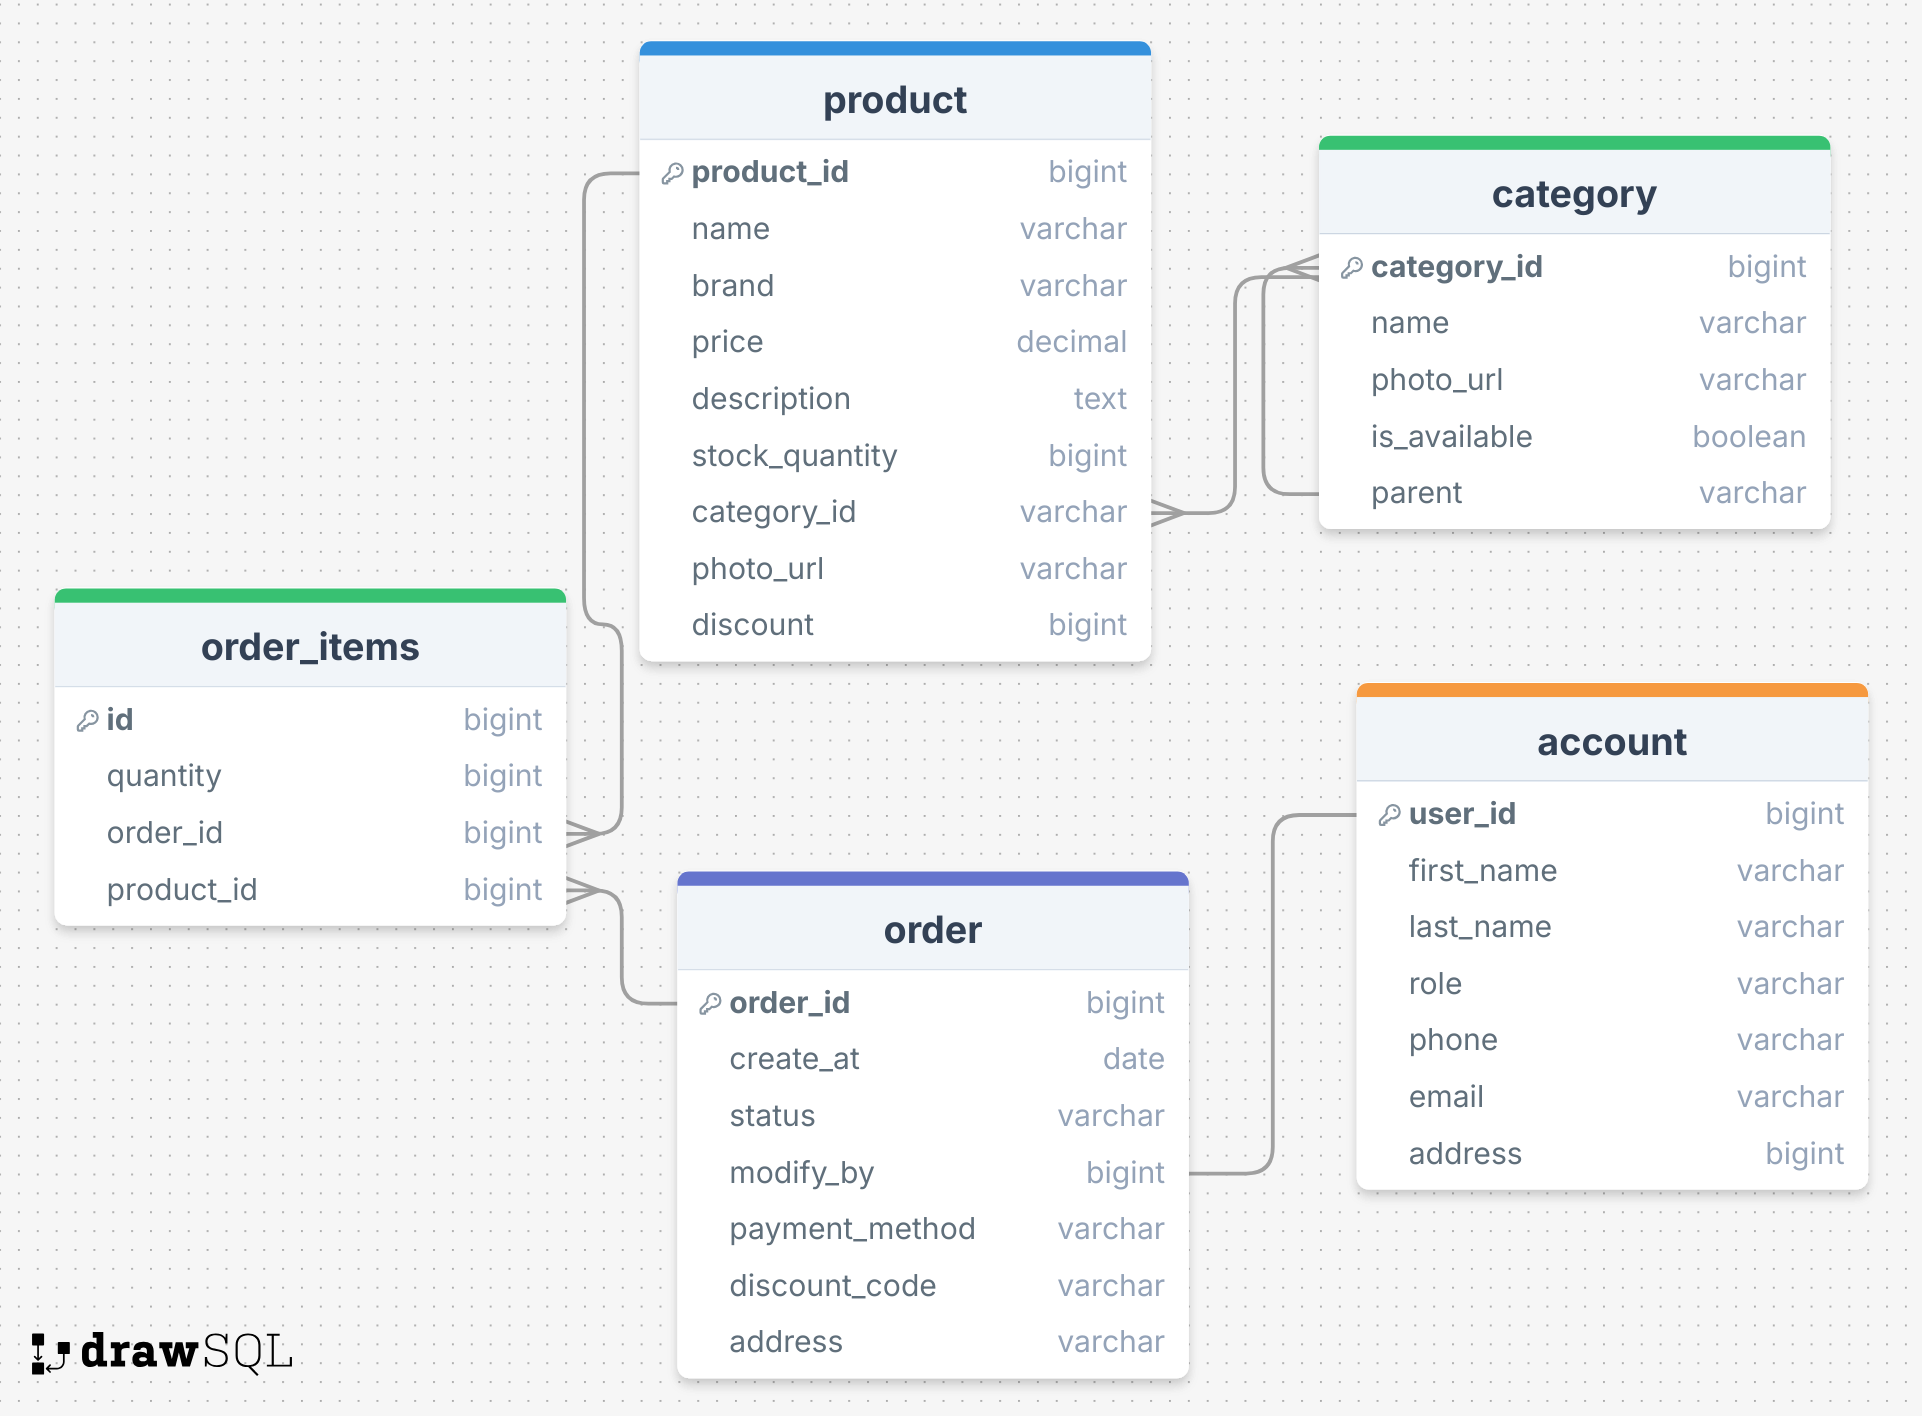 product
product_id bigint
name varchar
brand varchar
price decimal
description text
stock_quantity bigint
category_id varchar
photo_url varchar
discount bigint
category
category_id bigint
name varchar
photo_url varchar
is_available boolean
parent varchar
order_items
id bigint
quantity bigint
order_id bigint
product_id bigint
account
user_id bigint
first_name varchar
last_name varchar
role varchar
phone varchar
email varchar
address bigint
order
order_id bigint
create_at date
status varchar
modify_by bigint
payment_method varchar
discount_code varchar
address varchar
drawSQL